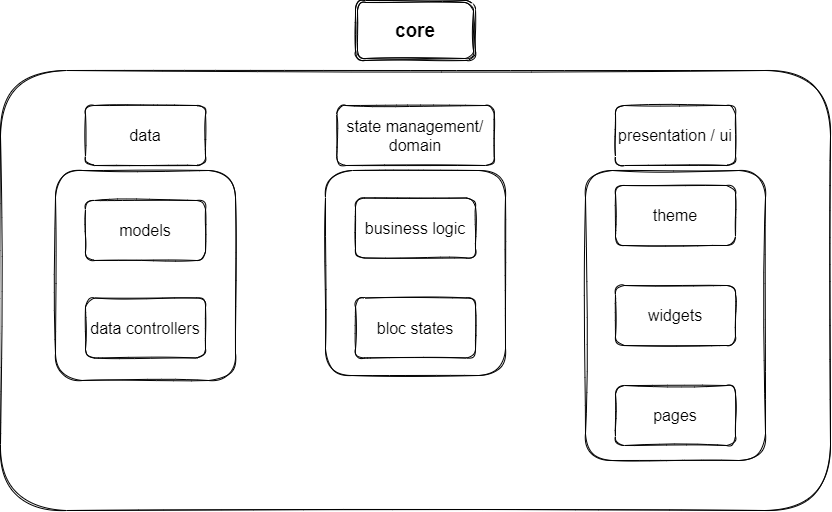 core
data
models
data controllers
state management/
domain
business logic
bloc states
presentation / ui
theme
widgets
pages